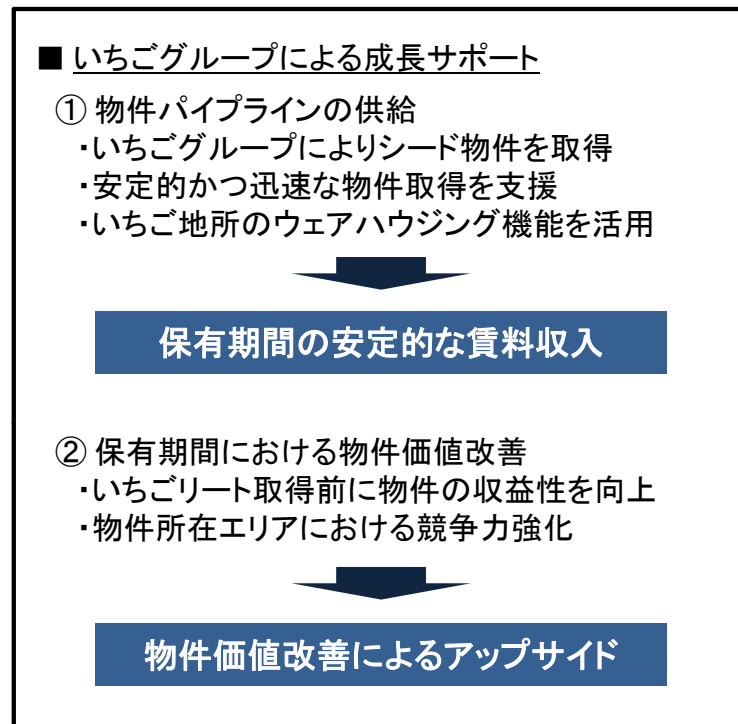 ■ いちごグループによる成長サポート
① 物件パイプラインの供給
・いちごグループによりシード物件を取得
・安定的かつ迅速な物件取得を支援
・いちご地所のウェアハウジング機能を活用
保有期間の安定的な賃料収入
② 保有期間における物件価値改善
・いちごリート取得前に物件の収益性を向上
・物件所在エリアにおける競争力強化
物件価値改善によるアップサイド